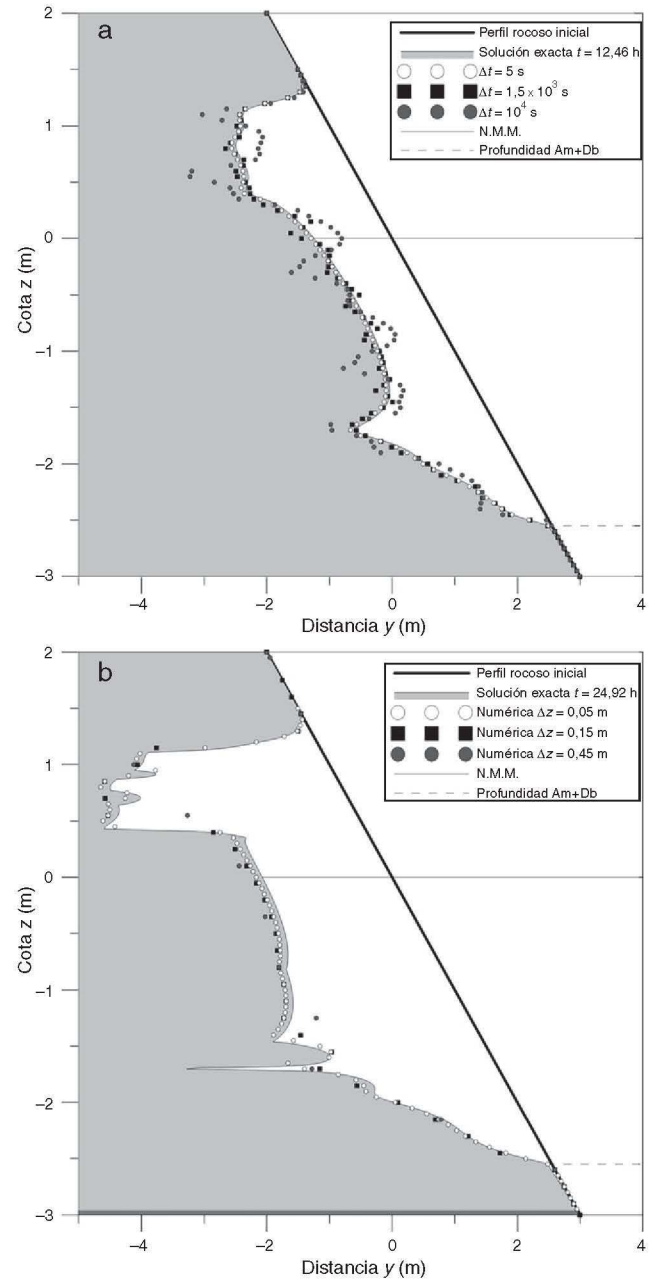 a
Perfil rocoso inicial
Solución exacta t = 12,46 h
Δt = 5 s
Δt = 1,5 × 10³ s
Δt = 10⁴ s
N.M.M.
Profundidad Am+Db
2
1
0
−1
−2
−3
Cota z (m)
−4
−2
0
2
4
Distancia y (m)
b
Perfil rocoso inicial
Solución exacta t = 24,92 h
Numérica Δz = 0,05 m
Numérica Δz = 0,15 m
Numérica Δz = 0,45 m
N.M.M.
Profundidad Am+Db
2
1
0
−1
−2
−3
Cota z (m)
−4
−2
0
2
4
Distancia y (m)